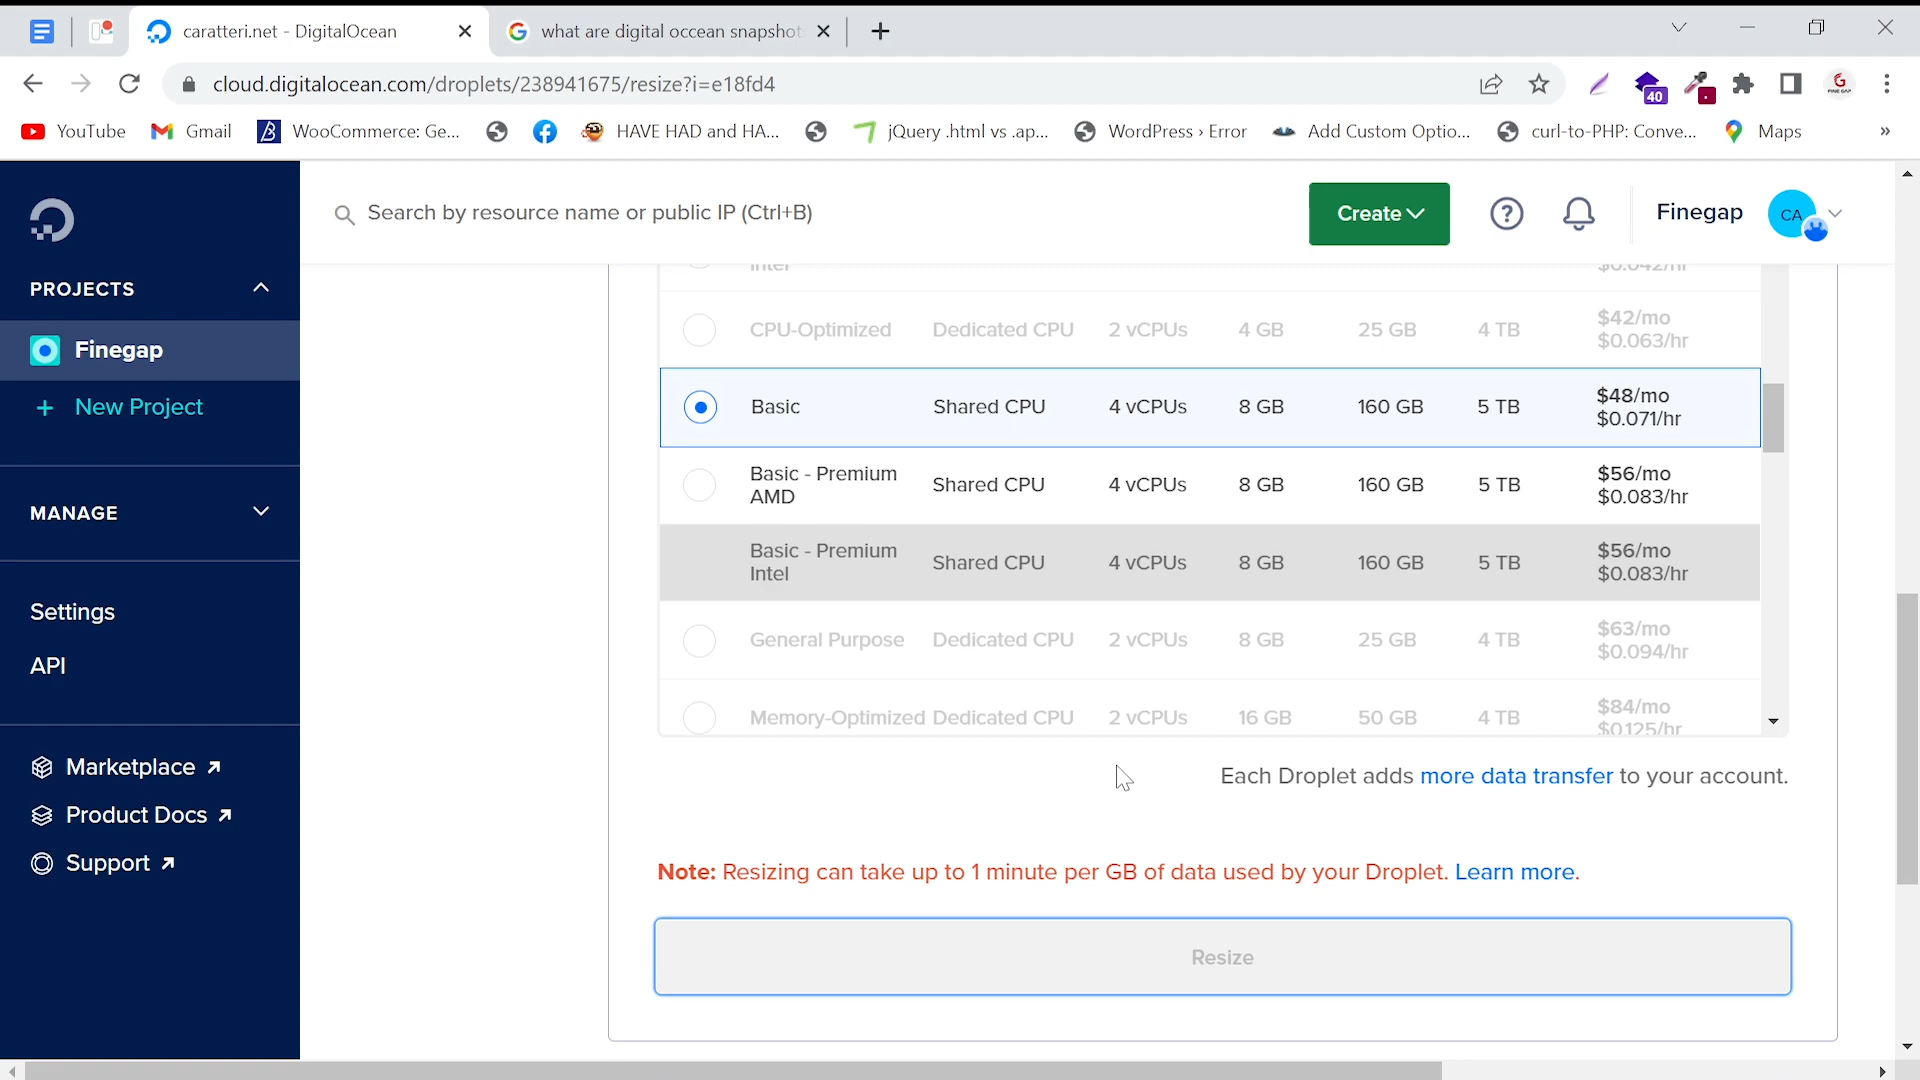 caratteri.net - DigitalOcean
what are digital occean snapshot
cloud.digitalocean.com/droplets/238941675/resize?i=e18fd4
40
YouTube
Gmail
WooCommerce: Ge...
HAVE HAD and HA...
jQuery .html vs .ap...
WordPress › Error
Add Custom Optio...
curl-to-PHP: Conve...
Maps
»
Search by resource name or public IP (Ctrl+B)
Create
Finegap
CA
PROJECTS
Finegap
+ New Project
MANAGE
Settings
API
Marketplace ↗
Product Docs ↗
Support ↗
Intel $0.042/hr
CPU-Optimized Dedicated CPU 2 vCPUs 4 GB 25 GB 4 TB $42/mo
$0.063/hr
Basic Shared CPU 4 vCPUs 8 GB 160 GB 5 TB $48/mo
$0.071/hr
Basic - Premium AMD Shared CPU 4 vCPUs 8 GB 160 GB 5 TB $56/mo
$0.083/hr
Basic - Premium Intel Shared CPU 4 vCPUs 8 GB 160 GB 5 TB $56/mo
$0.083/hr
General Purpose Dedicated CPU 2 vCPUs 8 GB 25 GB 4 TB $63/mo
$0.094/hr
Memory-Optimized Dedicated CPU 2 vCPUs 16 GB 50 GB 4 TB $84/mo
$0.125/hr
Each Droplet adds more data transfer to your account.
Note: Resizing can take up to 1 minute per GB of data used by your Droplet. Learn more.
Resize